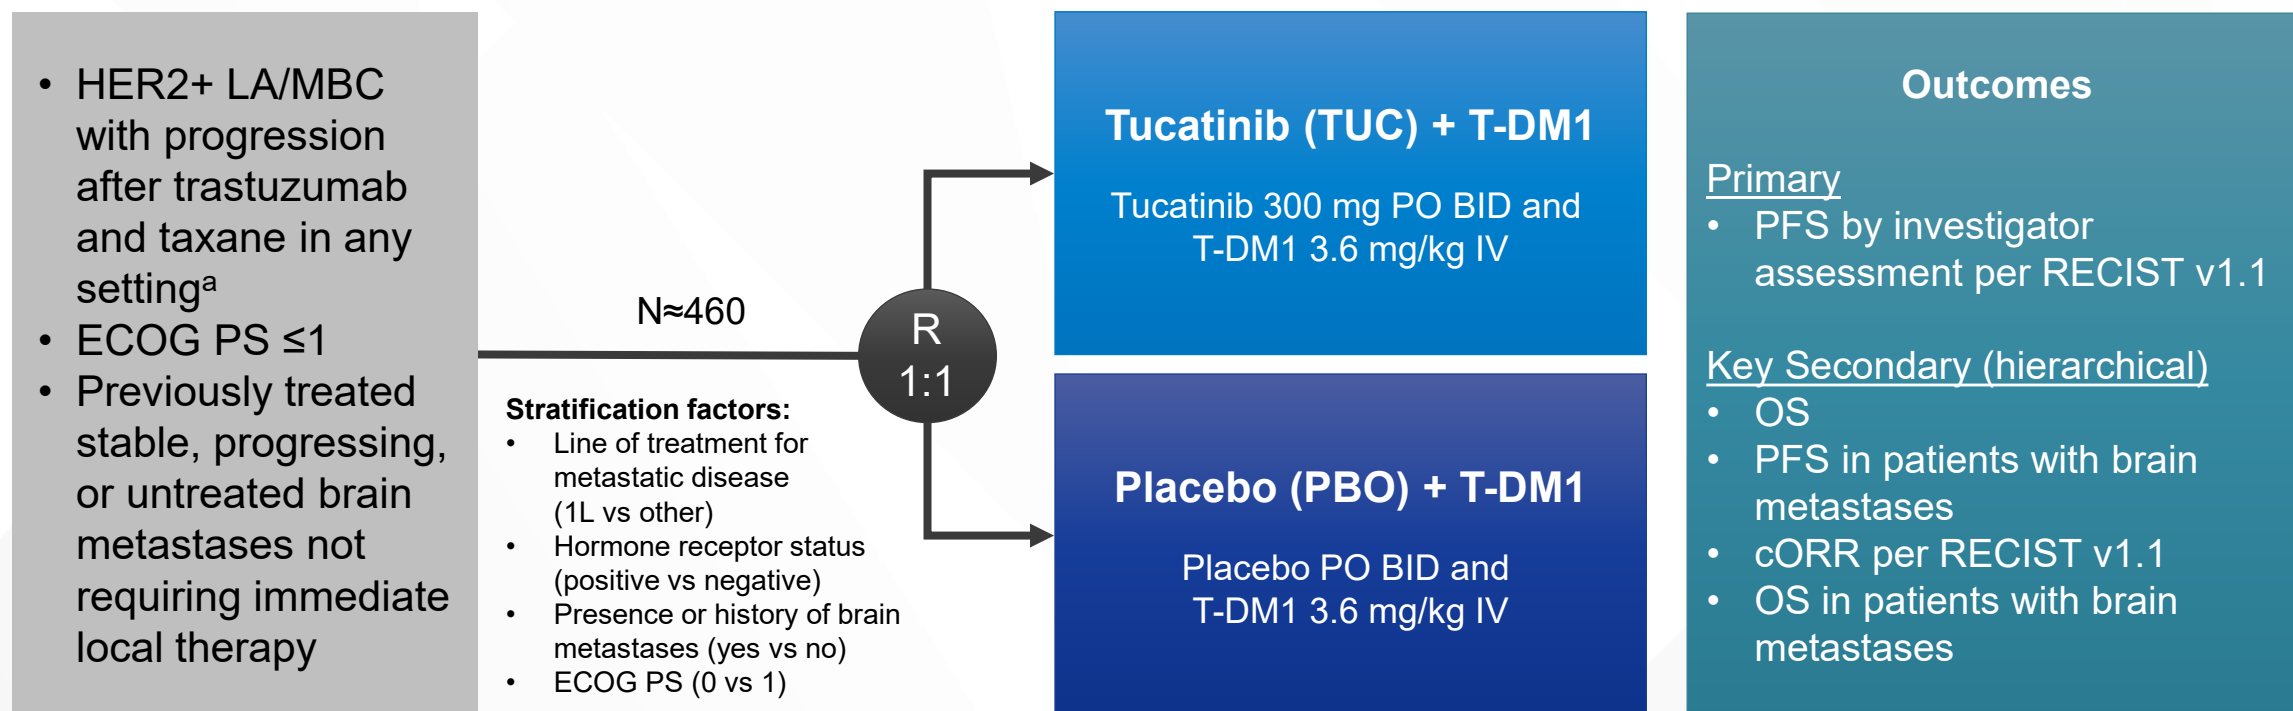 • HER2+ LA/MBC
with progression
after trastuzumab
and taxane in any
settingᵃ
• ECOG PS ≤1
• Previously treated
stable, progressing,
or untreated brain
metastases not
requiring immediate
local therapy
N≈460
Stratification factors:
• Line of treatment for
metastatic disease
(1L vs other)
• Hormone receptor status
(positive vs negative)
• Presence or history of brain
metastases (yes vs no)
• ECOG PS (0 vs 1)
R
1:1
Tucatinib (TUC) + T-DM1
Tucatinib 300 mg PO BID and
T-DM1 3.6 mg/kg IV
Placebo (PBO) + T-DM1
Placebo PO BID and
T-DM1 3.6 mg/kg IV
Outcomes
Primary
• PFS by investigator
assessment per RECIST v1.1
Key Secondary (hierarchical)
• OS
• PFS in patients with brain
metastases
• cORR per RECIST v1.1
• OS in patients with brain
metastases